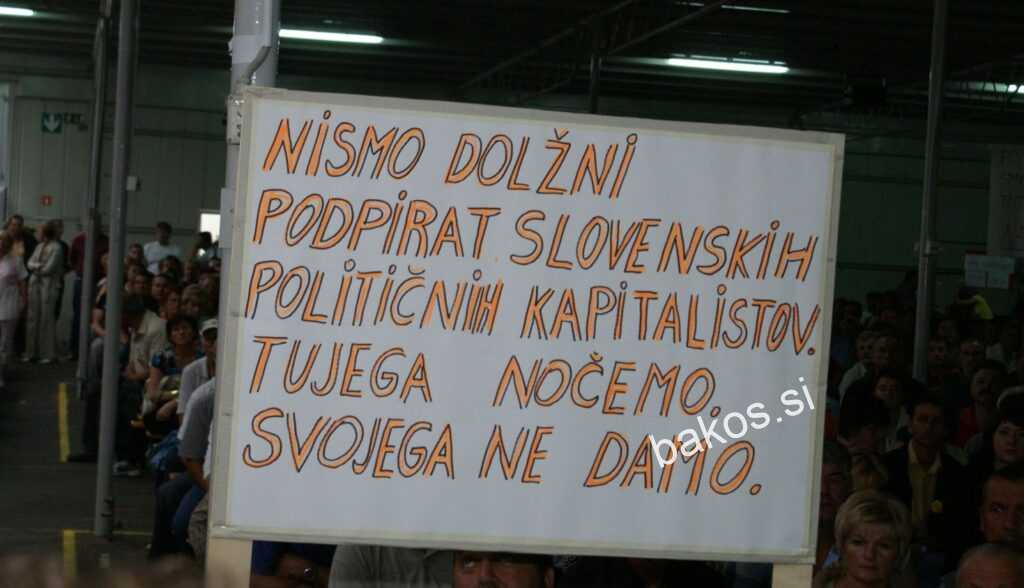 NISMO DOLŽNI
PODPIRAT SLOVENSKIH
POLITIČNIH KAPITALISTOV.
TUJEGA NOČEMO.
SVOJEGA NE DAMO.
bakos.si